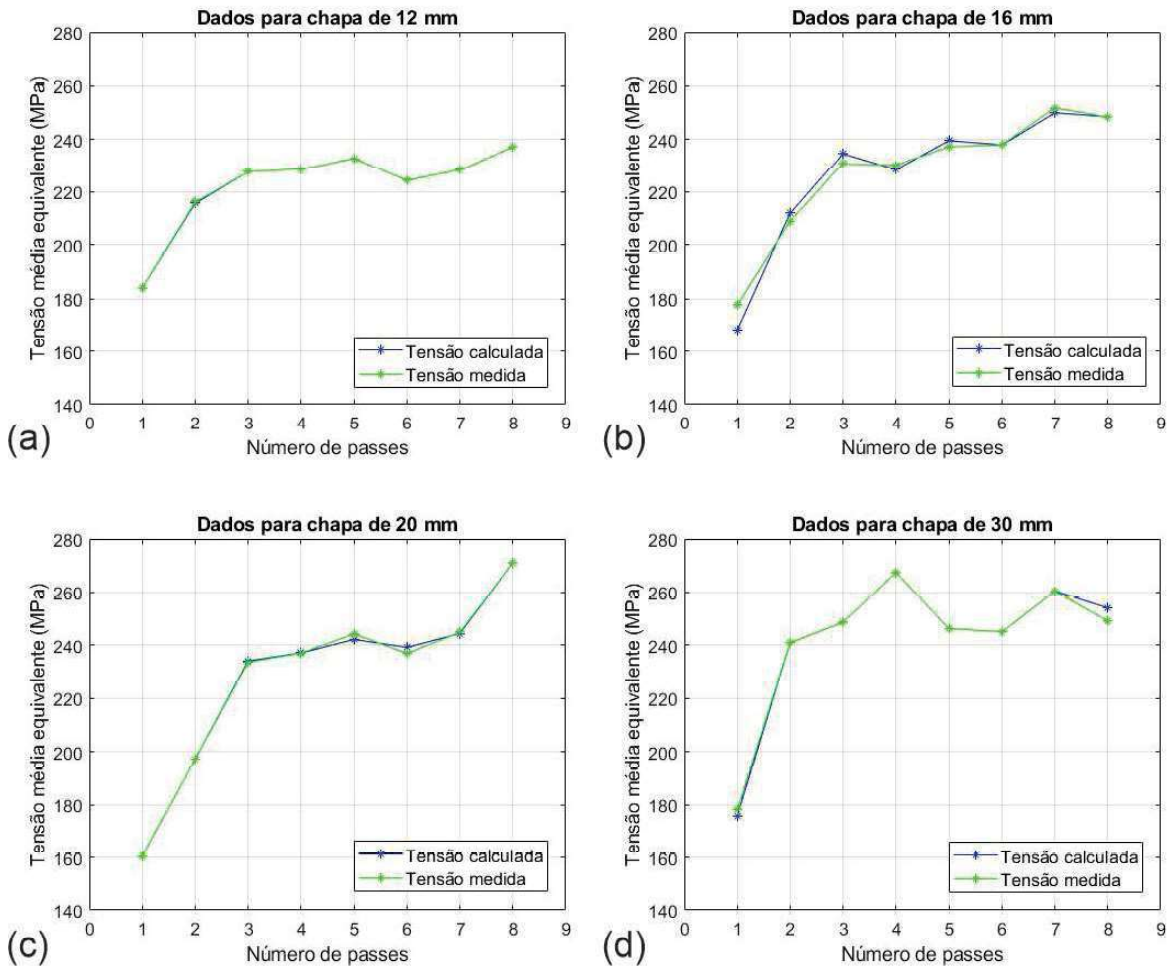 Dados para chapa de 12 mm
Tensão média equivalente (MPa)
280
260
240
220
200
180
160
140
0 1 2 3 4 5 6 7 8 9
Número de passes
Tensão calculada
Tensão medida
(a)
Dados para chapa de 16 mm
Tensão média equivalente (MPa)
280
260
240
220
200
180
160
140
0 1 2 3 4 5 6 7 8 9
Número de passes
Tensão calculada
Tensão medida
(b)
Dados para chapa de 20 mm
Tensão média equivalente (MPa)
280
260
240
220
200
180
160
140
0 1 2 3 4 5 6 7 8 9
Número de passes
Tensão calculada
Tensão medida
(c)
Dados para chapa de 30 mm
Tensão média equivalente (MPa)
280
260
240
220
200
180
160
140
0 1 2 3 4 5 6 7 8 9
Número de passes
Tensão calculada
Tensão medida
(d)